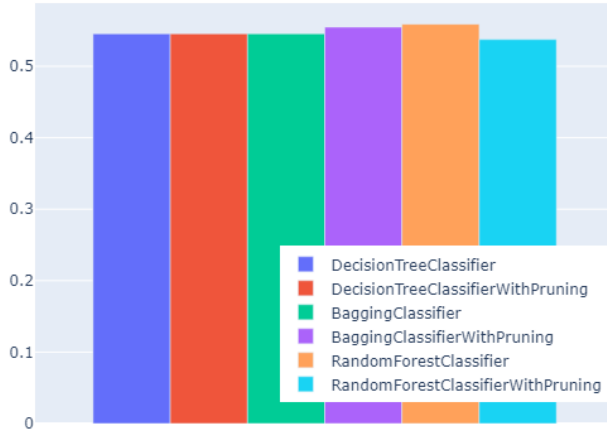 0.5
0.4
0.3
0.2
0.1
0
DecisionTreeClassifier
DecisionTreeClassifierWithPruning
BaggingClassifier
BaggingClassifierWithPruning
RandomForestClassifier
RandomForestClassifierWithPruning